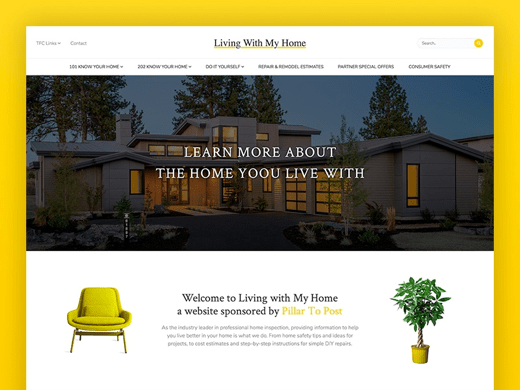 TFC Links
Contact
Living With My Home
Search...
101 KNOW YOUR HOME
202 KNOW YOUR HOME
DO IT YOURSELF
REPAIR & REMODEL ESTIMATES
PARTNER SPECIAL OFFERS
CONSUMER SAFETY
LEARN MORE ABOUT
THE HOME YOOU LIVE WITH
Welcome to Living with My Home
a website sponsored by Pillar To Post
As the industry leader in professional home inspection, providing information to help
you live better in your home is what we do. From home safety tips and ideas for
projects, to cost estimates and step-by-step instructions for simple DIY repairs.